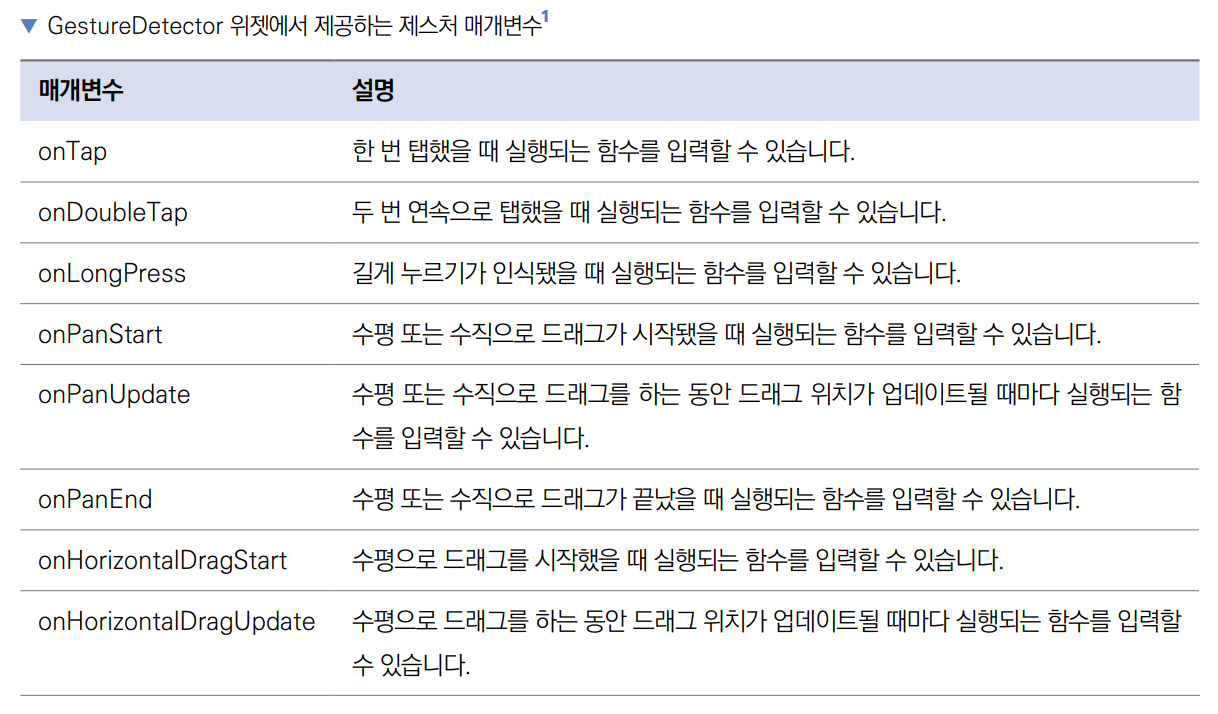 ▼ GestureDetector 위젯에서 제공하는 제스처 매개변수1
매개변수 설명
onTap 한 번 탭했을 때 실행되는 함수를 입력할 수 있습니다.
onDoubleTap 두 번 연속으로 탭했을 때 실행되는 함수를 입력할 수 있습니다.
onLongPress 길게 누르기가 인식됐을 때 실행되는 함수를 입력할 수 있습니다.
onPanStart 수평 또는 수직으로 드래그가 시작됐을 때 실행되는 함수를 입력할 수 있습니다.
onPanUpdate 수평 또는 수직으로 드래그를 하는 동안 드래그 위치가 업데이트될 때마다 실행되는 함
수를 입력할 수 있습니다.
onPanEnd 수평 또는 수직으로 드래그가 끝났을 때 실행되는 함수를 입력할 수 있습니다.
onHorizontalDragStart 수평으로 드래그를 시작했을 때 실행되는 함수를 입력할 수 있습니다.
onHorizontalDragUpdate 수평으로 드래그를 하는 동안 드래그 위치가 업데이트될 때마다 실행되는 함수를 입력할
수 있습니다.